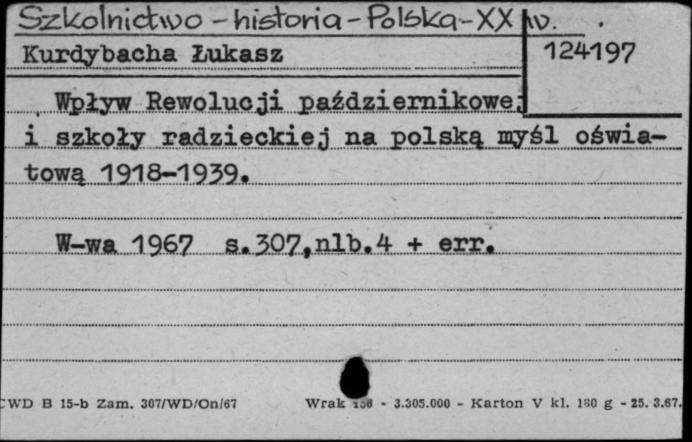 Szkolnictwo - historia - Polska - XX w.
Kurdybacha Łukasz
124197
Wpływ Rewolucji październikowej
i szkoły radzieckiej na polską myśl oświa-
tową 1918-1939.
W-wa 1967 s.307,nlb.4 + err.
CWD B 15-b Zam. 307/WD/On/67 Wrak - 3.305.000 - Karton V kl. 180 g - 25. 3.67.